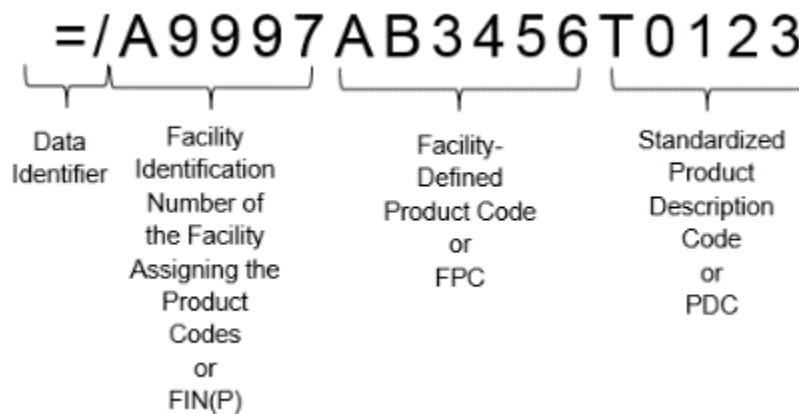 =/A9997AB3456T0123
Data
Identifier
Facility
Identification
Number of
the Facility
Assigning the
Product
Codes
or
FIN(P)
Facility-
Defined
Product Code
or
FPC
Standardized
Product
Description
Code
or
PDC